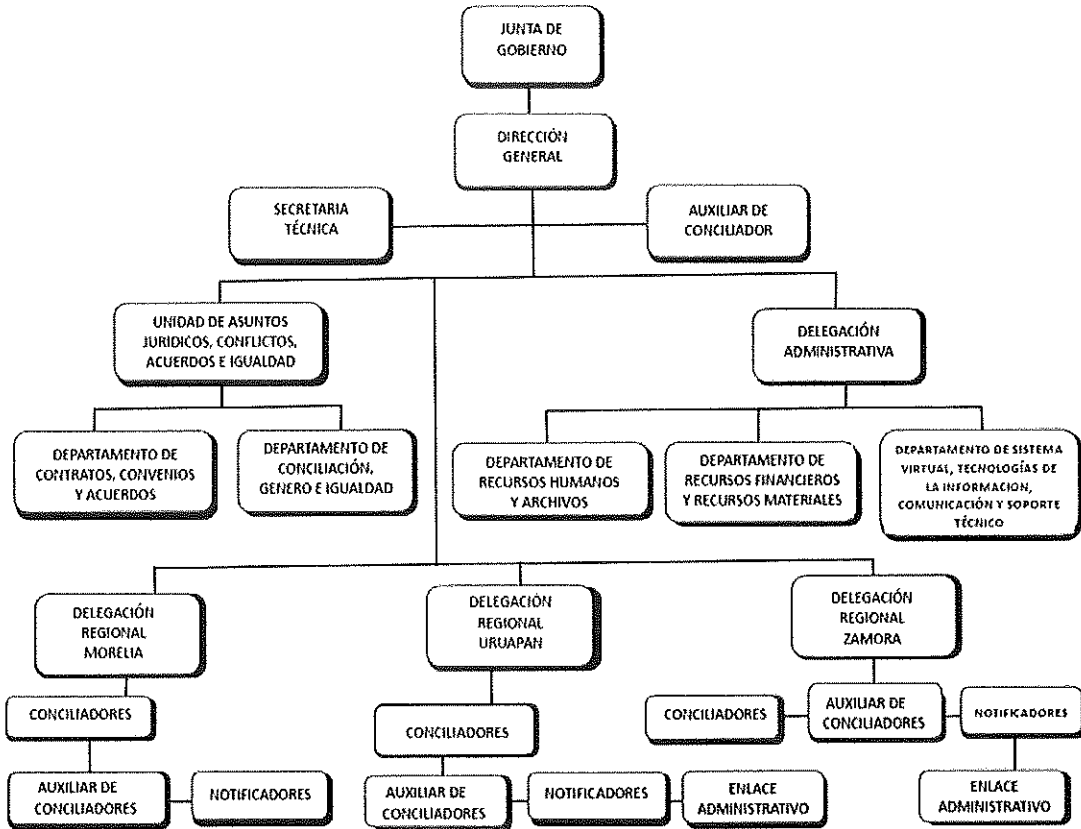 JUNTA DE
GOBIERNO
DIRECCIÓN
GENERAL
SECRETARIA
TÉCNICA
AUXILIAR DE
CONCILIADOR
UNIDAD DE ASUNTOS
JURÍDICOS, CONFLICTOS,
ACUERDOS E IGUALDAD
DELEGACIÓN
ADMINISTRATIVA
DEPARTAMENTO DE
CONTRATOS, CONVENIOS
Y ACUERDOS
DEPARTAMENTO DE
CONCILIACIÓN,
GENERO E IGUALDAD
DEPARTAMENTO DE
RECURSOS HUMANOS
Y ARCHIVOS
DEPARTAMENTO DE
RECURSOS FINANCIEROS
Y RECURSOS MATERIALES
DEPARTAMENTO DE SISTEMA
VIRTUAL, TECNOLOGÍAS DE
LA INFORMACION,
COMUNICACIÓN Y SOPORTE
TÉCNICO
DELEGACIÓN
REGIONAL
MORELIA
DELEGACIÓN
REGIONAL
URUAPAN
DELEGACIÓN
REGIONAL
ZAMORA
CONCILIADORES
CONCILIADORES
CONCILIADORES
AUXILIAR DE
CONCILIADORES
NOTIFICADORES
AUXILIAR DE
CONCILIADORES
NOTIFICADORES
AUXILIAR DE
CONCILIADORES
NOTIFICADORES
ENLACE
ADMINISTRATIVO
ENLACE
ADMINISTRATIVO